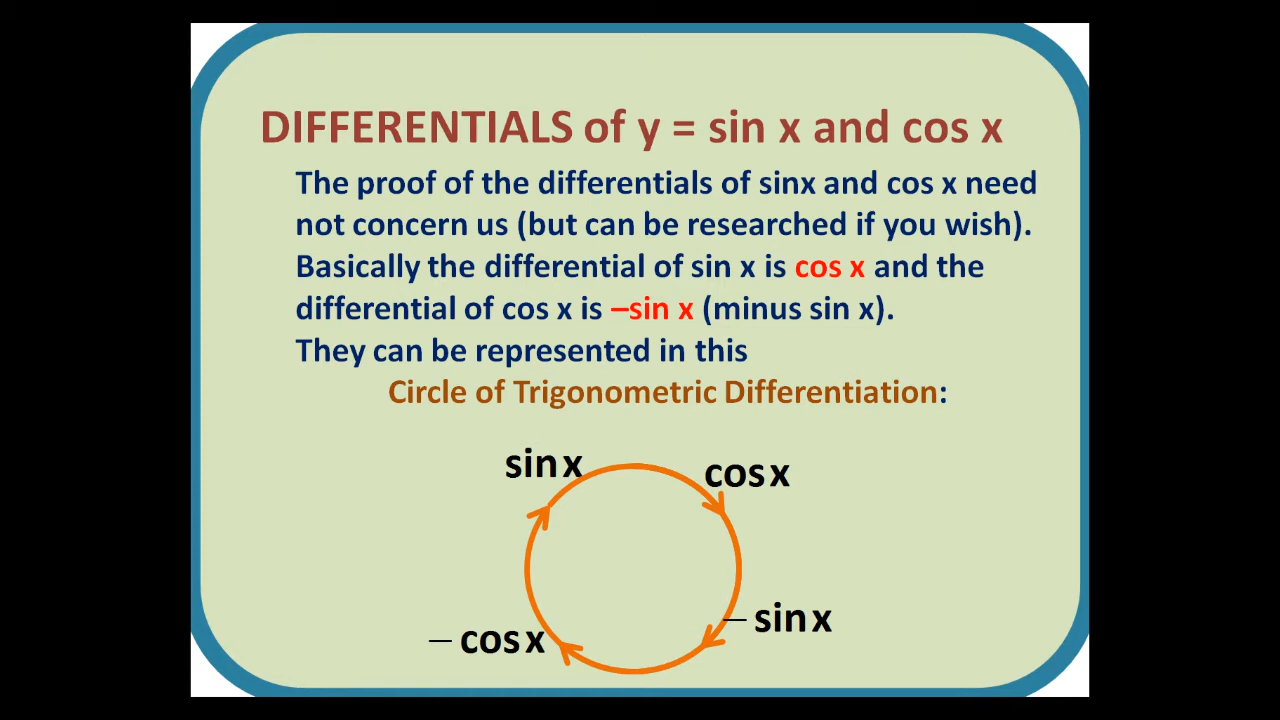 DIFFERENTIALS of y = sin x and cos x
The proof of the differentials of sinx and cos x need
not concern us (but can be researched if you wish).
Basically the differential of sin x is cos x and the
differential of cos x is –sin x (minus sin x).
They can be represented in this
Circle of Trigonometric Differentiation:
sin x
cos x
– sin x
– cos x